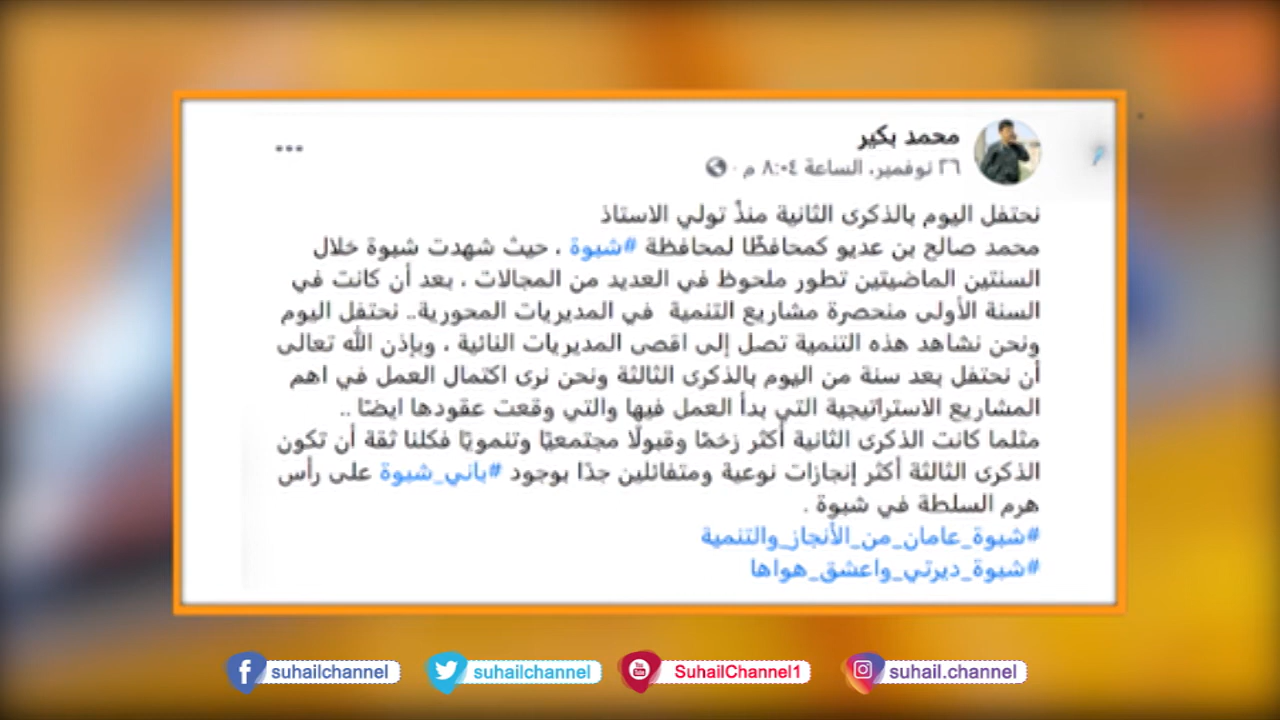 محمد بكير
٢٦ نوفمبر، الساعة ٨:٠٤ م ·
نحتفل اليوم بالذكرى الثانية منذُ تولي الاستاذ
محمد صالح بن عديو كمحافظًا لمحافظة #شبوة ، حيث شهدت شبوة خلال
السنتين الماضيتين تطور ملحوظ في العديد من المجالات ، بعد أن كانت في
السنة الأولى منحصرة مشاريع التنمية في المديريات المحورية.. نحتفل اليوم
ونحن نشاهد هذه التنمية تصل إلى اقصى المديريات النائية ، وبإذن الله تعالى
أن نحتفل بعد سنة من اليوم بالذكرى الثالثة ونحن نرى اكتمال العمل في اهم
المشاريع الاستراتيجية التي بدأ العمل فيها والتي وقعت عقودها ايضًا ..
مثلما كانت الذكرى الثانية أكثر زخمًا وقبولًا مجتمعيًا وتنمويًا فكلنا ثقة أن تكون
الذكرى الثالثة أكثر إنجازات نوعية ومتفائلين جدًا بوجود #باني_شبوة على رأس
هرم السلطة في شبوة .
#شبوة_عامان_من_الأنجاز_والتنمية
#شبوة_ديرتي_واعشق_هواها
suhailchannel suhailchannel SuhailChannel1 suhail.channel